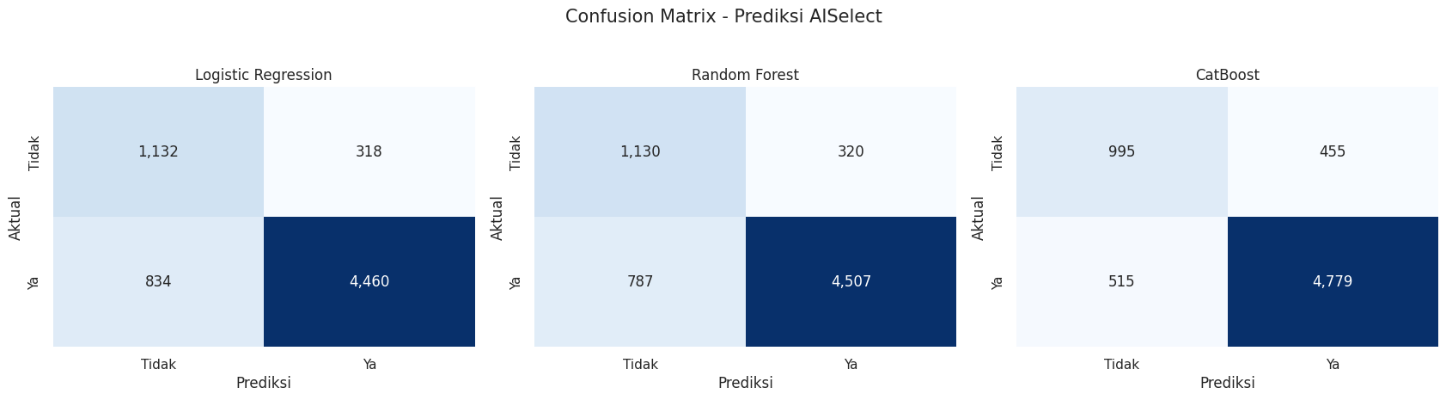 Confusion Matrix - Prediksi AISelect
Logistic Regression
Aktual
Tidak
1,132
318
Ya
834
4,460
Tidak
Ya
Prediksi
Random Forest
Aktual
Tidak
1,130
320
Ya
787
4,507
Tidak
Ya
Prediksi
CatBoost
Aktual
Tidak
995
455
Ya
515
4,779
Tidak
Ya
Prediksi